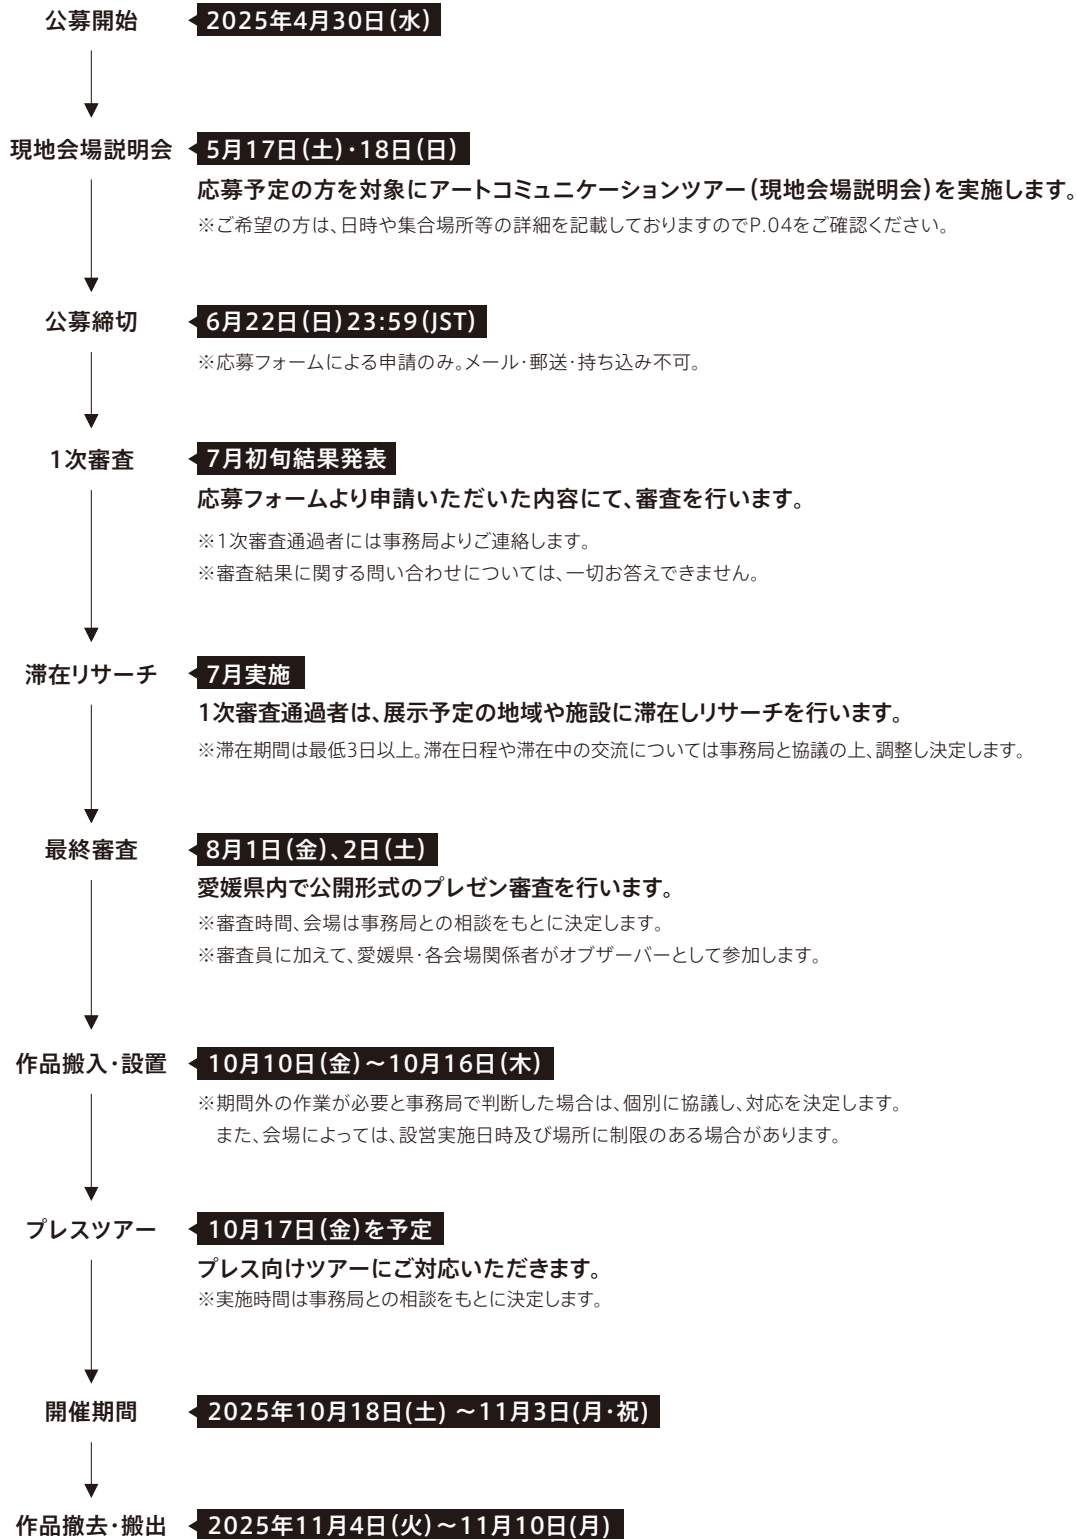 公募開始 2025年4月30日(水)
現地会場説明会 5月17日(土)・18日(日)
応募予定の方を対象にアートコミュニケーションツアー(現地会場説明会)を実施します。
※ご希望の方は、日時や集合場所等の詳細を記載しておりますのでP.04をご確認ください。
公募締切 6月22日(日)23:59(JST)
※応募フォームによる申請のみ。メール・郵送・持ち込み不可。
1次審査 7月初旬結果発表
応募フォームより申請いただいた内容にて、審査を行います。
※1次審査通過者には事務局よりご連絡します。
※審査結果に関する問い合わせについては、一切お答えできません。
滞在リサーチ 7月実施
1次審査通過者は、展示予定の地域や施設に滞在しリサーチを行います。
※滞在期間は最低3日以上。滞在日程や滞在中の交流については事務局と協議の上、調整し決定します。
最終審査 8月1日(金)、2日(土)
愛媛県内で公開形式のプレゼン審査を行います。
※審査時間、会場は事務局との相談をもとに決定します。
※審査員に加えて、愛媛県・各会場関係者がオブザーバーとして参加します。
作品搬入・設置 10月10日(金)～10月16日(木)
※期間外の作業が必要と事務局で判断した場合は、個別に協議し、対応を決定します。
また、会場によっては、設営実施日時及び場所に制限のある場合があります。
プレスツアー 10月17日(金)を予定
プレス向けツアーにご対応いただきます。
※実施時間は事務局との相談をもとに決定します。
開催期間 2025年10月18日(土) ～11月3日(月・祝)
作品撤去・搬出 2025年11月4日(火)～11月10日(月)